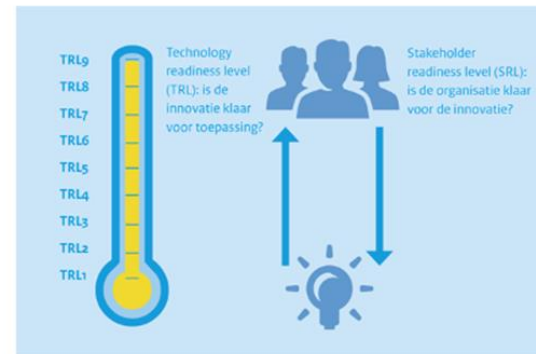 TRL9
TRL8
TRL7
TRL6
TRL5
TRL4
TRL3
TRL2
TRL1
Technology
readiness level
(TRL): is de
innovatie klaar
voor toepassing?
Stakeholder
readiness level (SRL):
is de organisatie klaar
voor de innovatie?